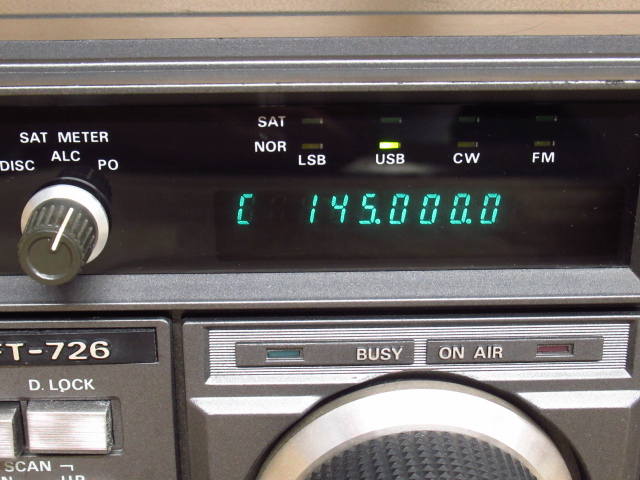 SAT
SAT METER
NOR
ALC
DISC
PO
LSB
USB
CW
FM
C 145.000.0
FT-726
BUSY
ON AIR
D. LOCK
SCAN